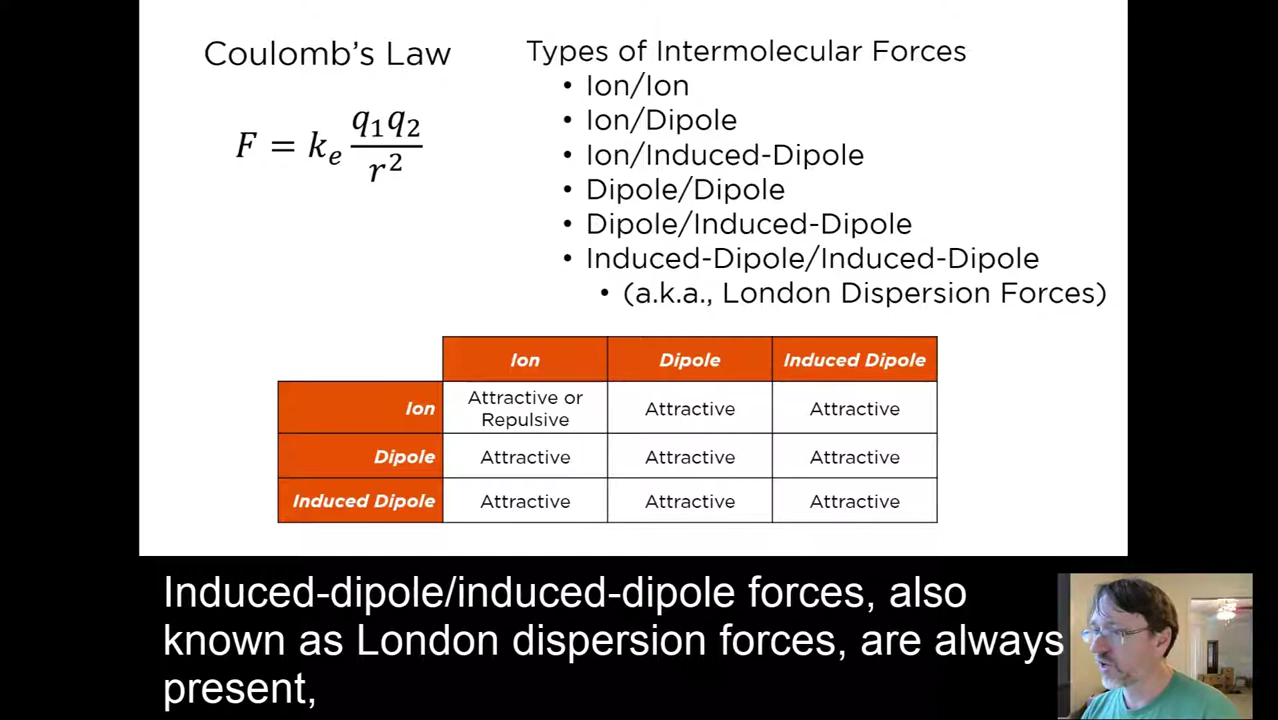 Coulomb's Law
F = kₑ q₁q₂ / r²
Types of Intermolecular Forces
• Ion/Ion
• Ion/Dipole
• Ion/Induced-Dipole
• Dipole/Dipole
• Dipole/Induced-Dipole
• Induced-Dipole/Induced-Dipole
• (a.k.a., London Dispersion Forces)
Ion Dipole Induced Dipole
Ion Attractive or Repulsive Attractive Attractive
Dipole Attractive Attractive Attractive
Induced Dipole Attractive Attractive Attractive
Induced-dipole/induced-dipole forces, also
known as London dispersion forces, are always
present,